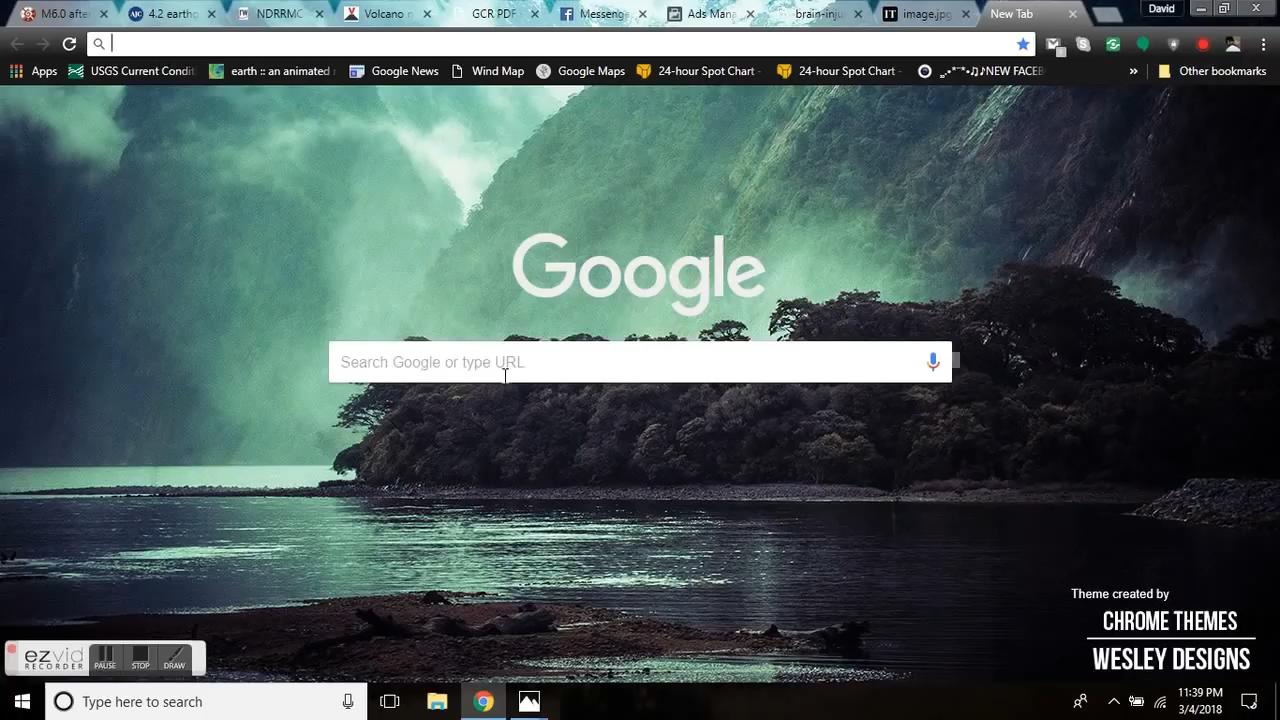 M6.0 after
4.2 earthq
NDRRMC
Volcano n
GCR PDF
Messenge
Ads Mana
brain-inju
IT image.jpg
New Tab
David
Apps
USGS Current Condit
earth :: an animated
Google News
Wind Map
Google Maps
24-hour Spot Chart -
24-hour Spot Chart -
NEW FACEB
»
Other bookmarks
Google
Search Google or type URL
Theme created by
CHROME THEMES
WESLEY DESIGNS
ezvid
RECORDER
PAUSE
STOP
DRAW
Type here to search
11:39 PM
3/4/2018